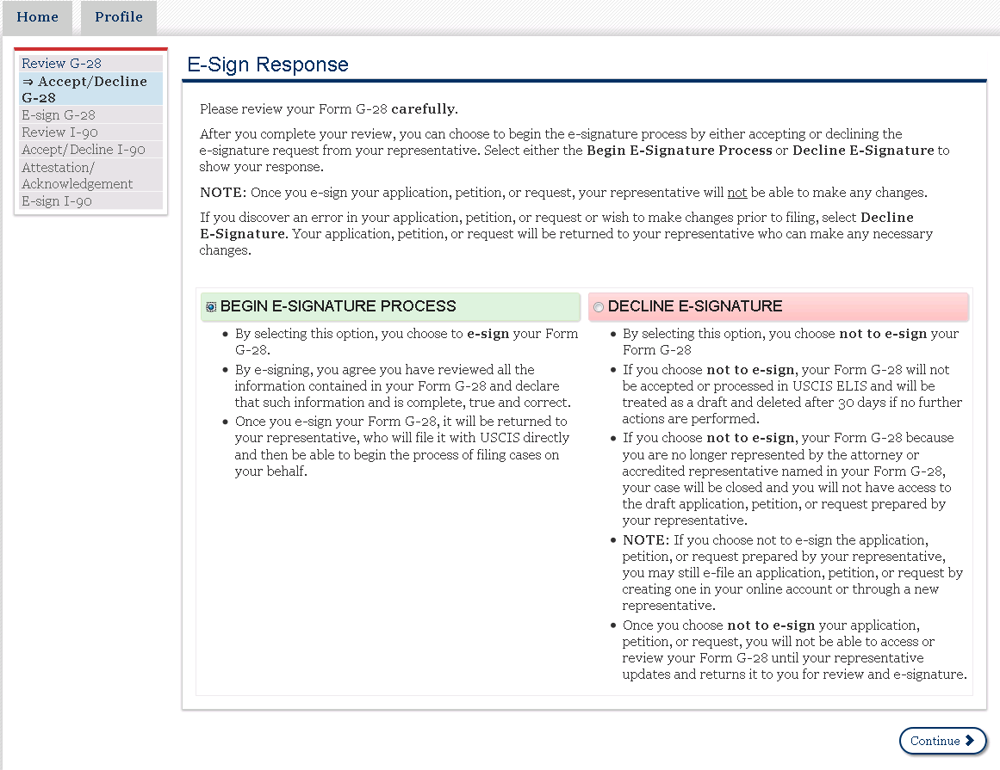 Home
Profile
Review G-28
⇒ Accept/Decline
G-28
E-sign G-28
Review I-90
Accept/Decline I-90
Attestation/
Acknowledgement
E-sign I-90
E-Sign Response
Please review your Form G-28 carefully.
After you complete your review, you can choose to begin the e-signature process by either accepting or declining the
e-signature request from your representative. Select either the Begin E-Signature Process or Decline E-Signature to
show your response.
NOTE: Once you e-sign your application, petition, or request, your representative will not be able to make any changes.
If you discover an error in your application, petition, or request or wish to make changes prior to filing, select Decline
E-Signature. Your application, petition, or request will be returned to your representative who can make any necessary
changes.
BEGIN E-SIGNATURE PROCESS
• By selecting this option, you choose to e-sign your Form
G-28.
• By e-signing, you agree you have reviewed all the
information contained in your Form G-28 and declare
that such information and is complete, true and correct.
• Once you e-sign your Form G-28, it will be returned to
your representative, who will file it with USCIS directly
and then be able to begin the process of filing cases on
your behalf.
DECLINE E-SIGNATURE
• By selecting this option, you choose not to e-sign your
Form G-28
• If you choose not to e-sign, your Form G-28 will not
be accepted or processed in USCIS ELIS and will be
treated as a draft and deleted after 30 days if no further
actions are performed.
• If you choose not to e-sign, your Form G-28 because
you are no longer represented by the attorney or
accredited representative named in your Form G-28,
your case will be closed and you will not have access to
the draft application, petition, or request prepared by
your representative.
• NOTE: If you choose not to e-sign the application,
petition, or request prepared by your representative,
you may still e-file an application, petition, or request by
creating one in your online account or through a new
representative.
• Once you choose not to e-sign your application,
petition, or request, you will not be able to access or
review your Form G-28 until your representative
updates and returns it to you for review and e-signature.
Continue